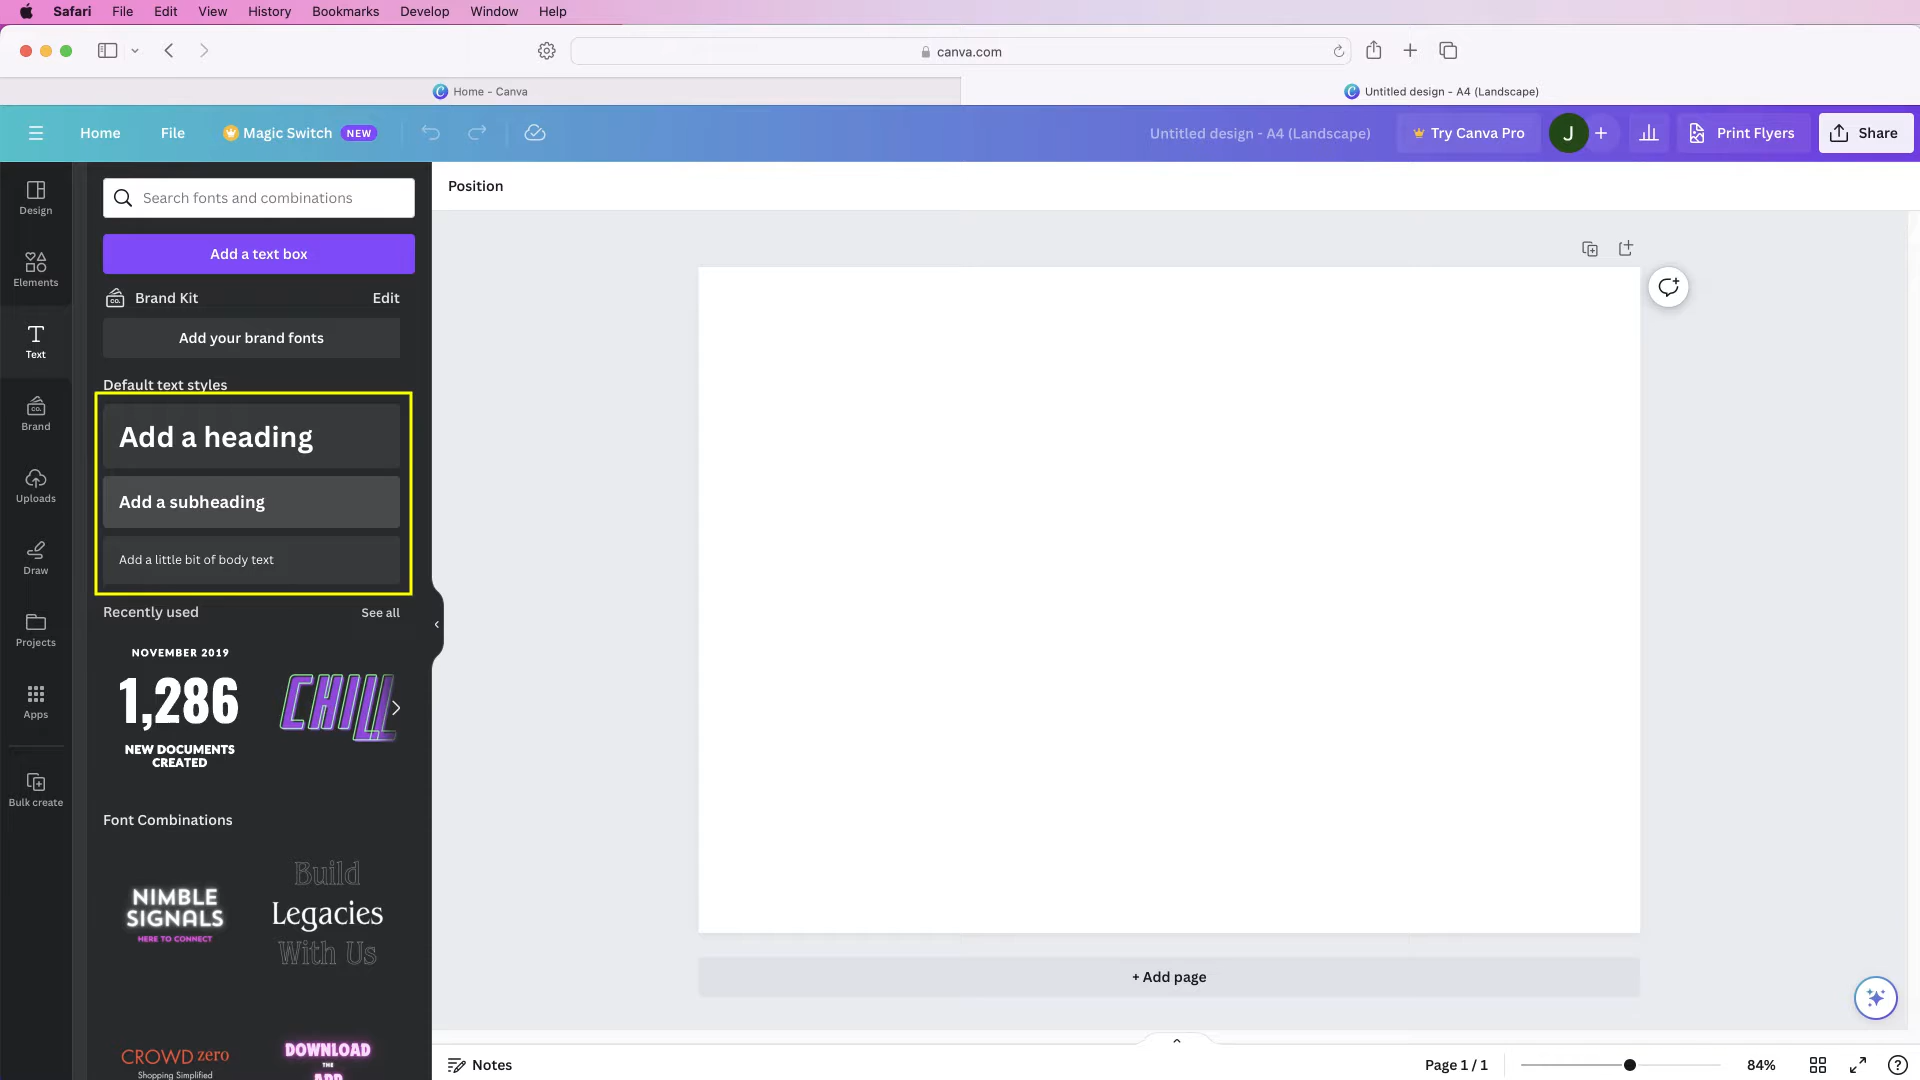 Safari File Edit View History Bookmarks Develop Window Help
canva.com
Home - Canva
Untitled design - A4 (Landscape)
Home File Magic Switch NEW
Untitled design - A4 (Landscape) Try Canva Pro J + Print Flyers Share
Design
Elements
Text
Brand
Uploads
Draw
Projects
Apps
Bulk create
Search fonts and combinations
Add a text box
Brand Kit Edit
Add your brand fonts
Default text styles
Add a heading
Add a subheading
Add a little bit of body text
Recently used See all
NOVEMBER 2019
1,286
NEW DOCUMENTS
CREATED
CHILL
Font Combinations
NIMBLE
SIGNALS
HERE TO CONNECT
Build
Legacies
With Us
CROWD zero
Shopping Simplified
DOWNLOAD
THE
APP
Position
+ Add page
Notes
Page 1 / 1
84%